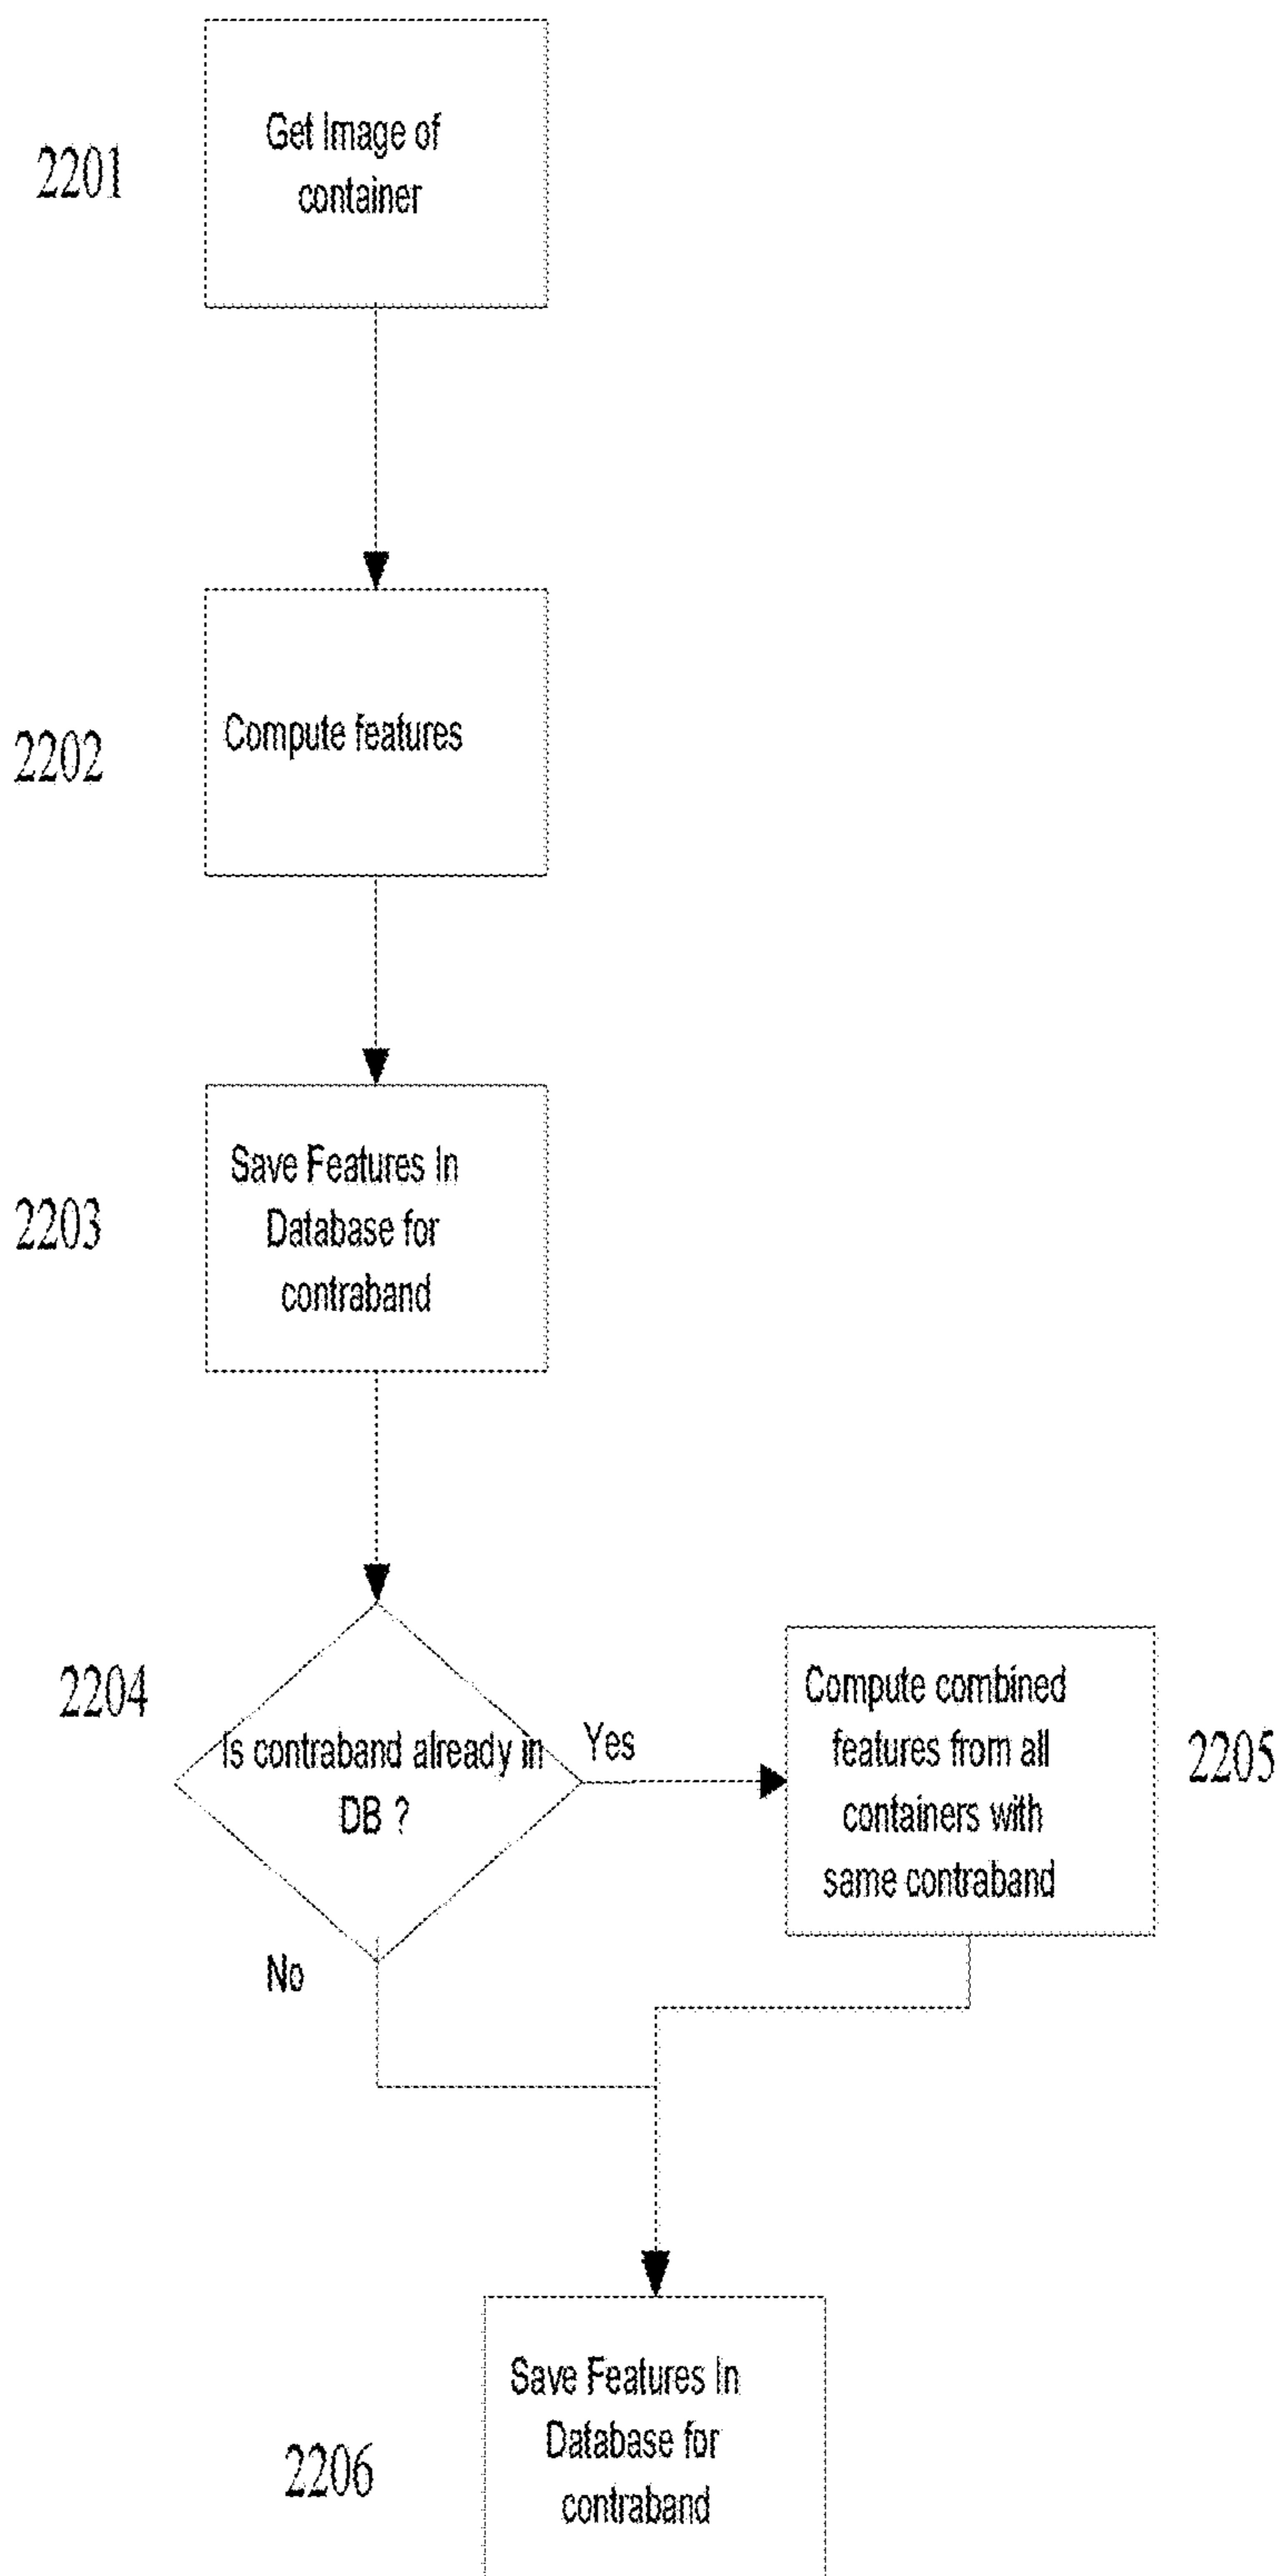 2201
Get Image of
container
2202
Compute features
2203
Save Features In
Database for
contraband
2204
Is contraband already in
DB ?
Yes
No
Compute combined
features from all
containers with
same contraband
2205
2206
Save Features In
Database for
contraband